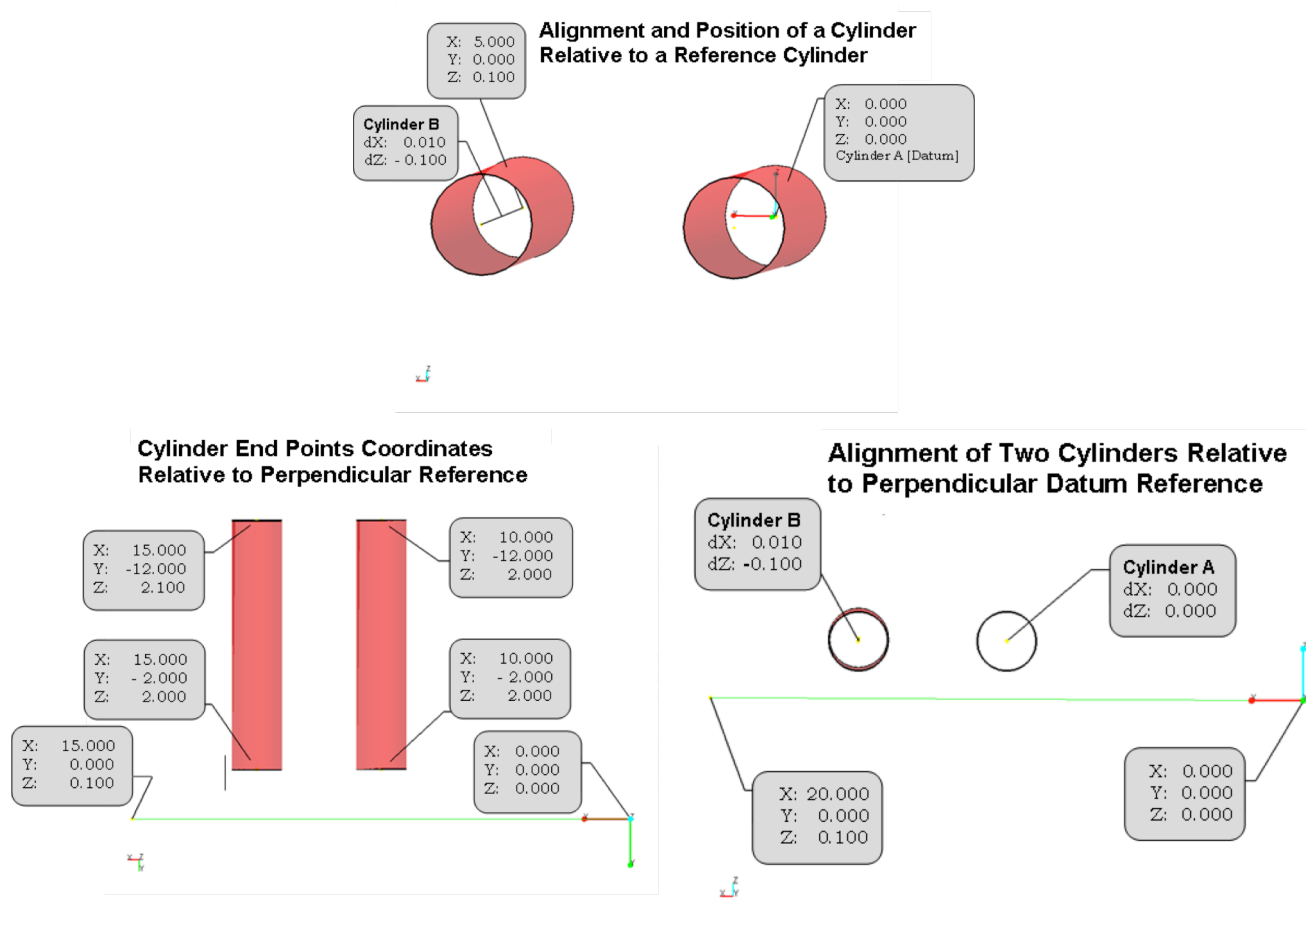 Alignment and Position of a Cylinder
Relative to a Reference Cylinder
X: 5.000
Y: 0.000
Z: 0.100
Cylinder B
dX: 0.010
dZ: - 0.100
X: 0.000
Y: 0.000
Z: 0.000
Cylinder A [Datum]
Cylinder End Points Coordinates
Relative to Perpendicular Reference
X: 15.000
Y: -12.000
Z: 2.100
X: 10.000
Y: -12.000
Z: 2.000
X: 15.000
Y: - 2.000
Z: 2.000
X: 10.000
Y: - 2.000
Z: 2.000
X: 15.000
Y: 0.000
Z: 0.100
X: 0.000
Y: 0.000
Z: 0.000
Alignment of Two Cylinders Relative
to Perpendicular Datum Reference
Cylinder B
dX: 0.010
dZ: -0.100
Cylinder A
dX: 0.000
dZ: 0.000
X: 20.000
Y: 0.000
Z: 0.100
X: 0.000
Y: 0.000
Z: 0.000